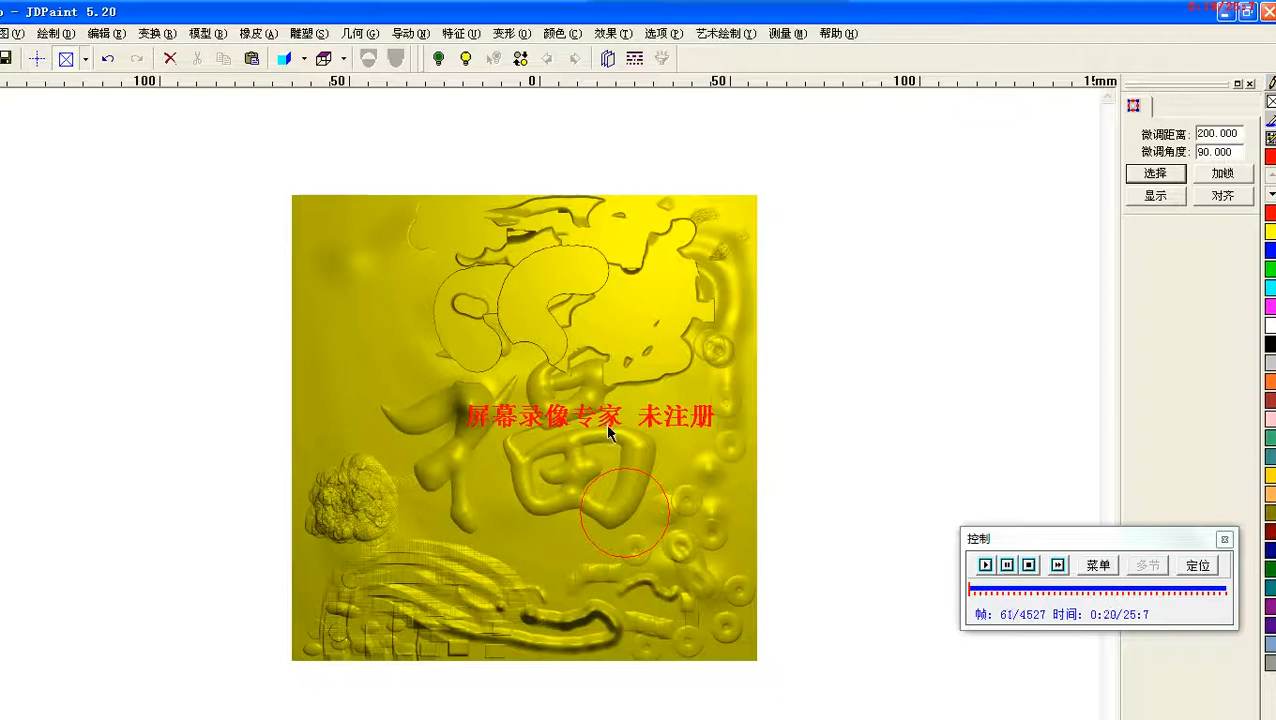 - JDPaint 5.20
图(V) 绘制(D) 编辑(E) 变换(R) 模型(B) 橡皮(A) 雕塑(S) 几何(G) 导动(N) 特征(U) 变形(Q) 颜色(C) 效果(T) 选项(P) 艺术绘制(T) 测量(M) 帮助(H)
100 50 0 50 100 15mm
微调距离: 200.000
微调角度: 90.000
选择 加锁
显示 对齐
屏幕录像专家 未注册
控制
菜单 多节 定位
帧: 61/4527 时间: 0:20/25:7